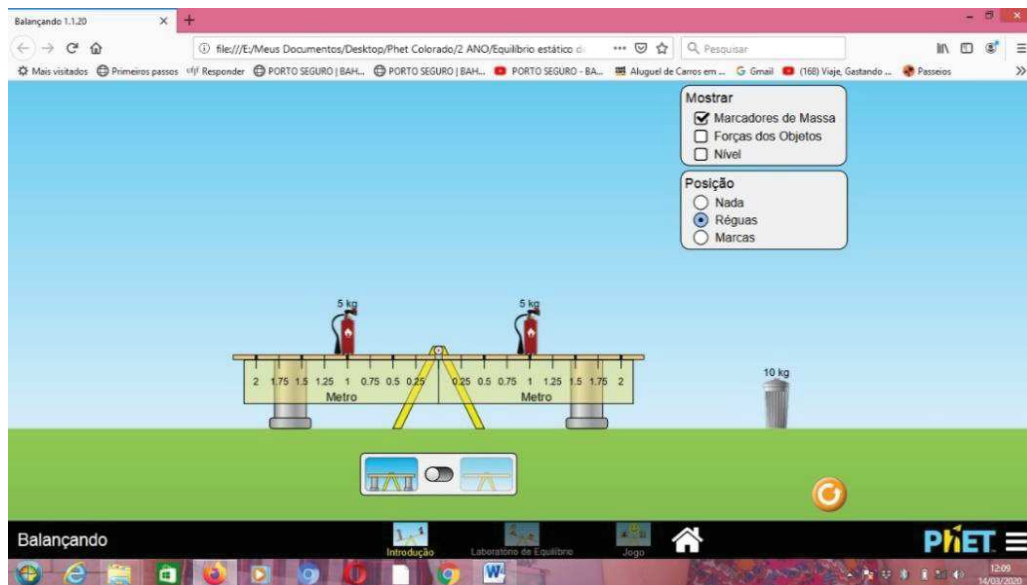 Balançando 1.1.20
file:///E:/Meus Documentos/Desktop/Phet Colorado/2 ANO/Equilíbrio estático d
Pesquisar
Mais visitados Primeiros passos Responder PORTO SEGURO | BAH... PORTO SEGURO | BAH... PORTO SEGURO - BA... Aluguel de Carros em ... Gmail (168) Viaje, Gastando ... Passeios
Mostrar
Marcadores de Massa
Forças dos Objetos
Nível
Posição
Nada
Réguas
Marcas
5 kg 5 kg
10 kg
2 1.75 1.5 1.25 1 0.75 0.5 0.25 0.25 0.5 0.75 1 1.25 1.5 1.75 2
Metro Metro
Balançando
Introdução Laboratório de Equilíbrio Jogo
PhET
12:09
14/03/2020